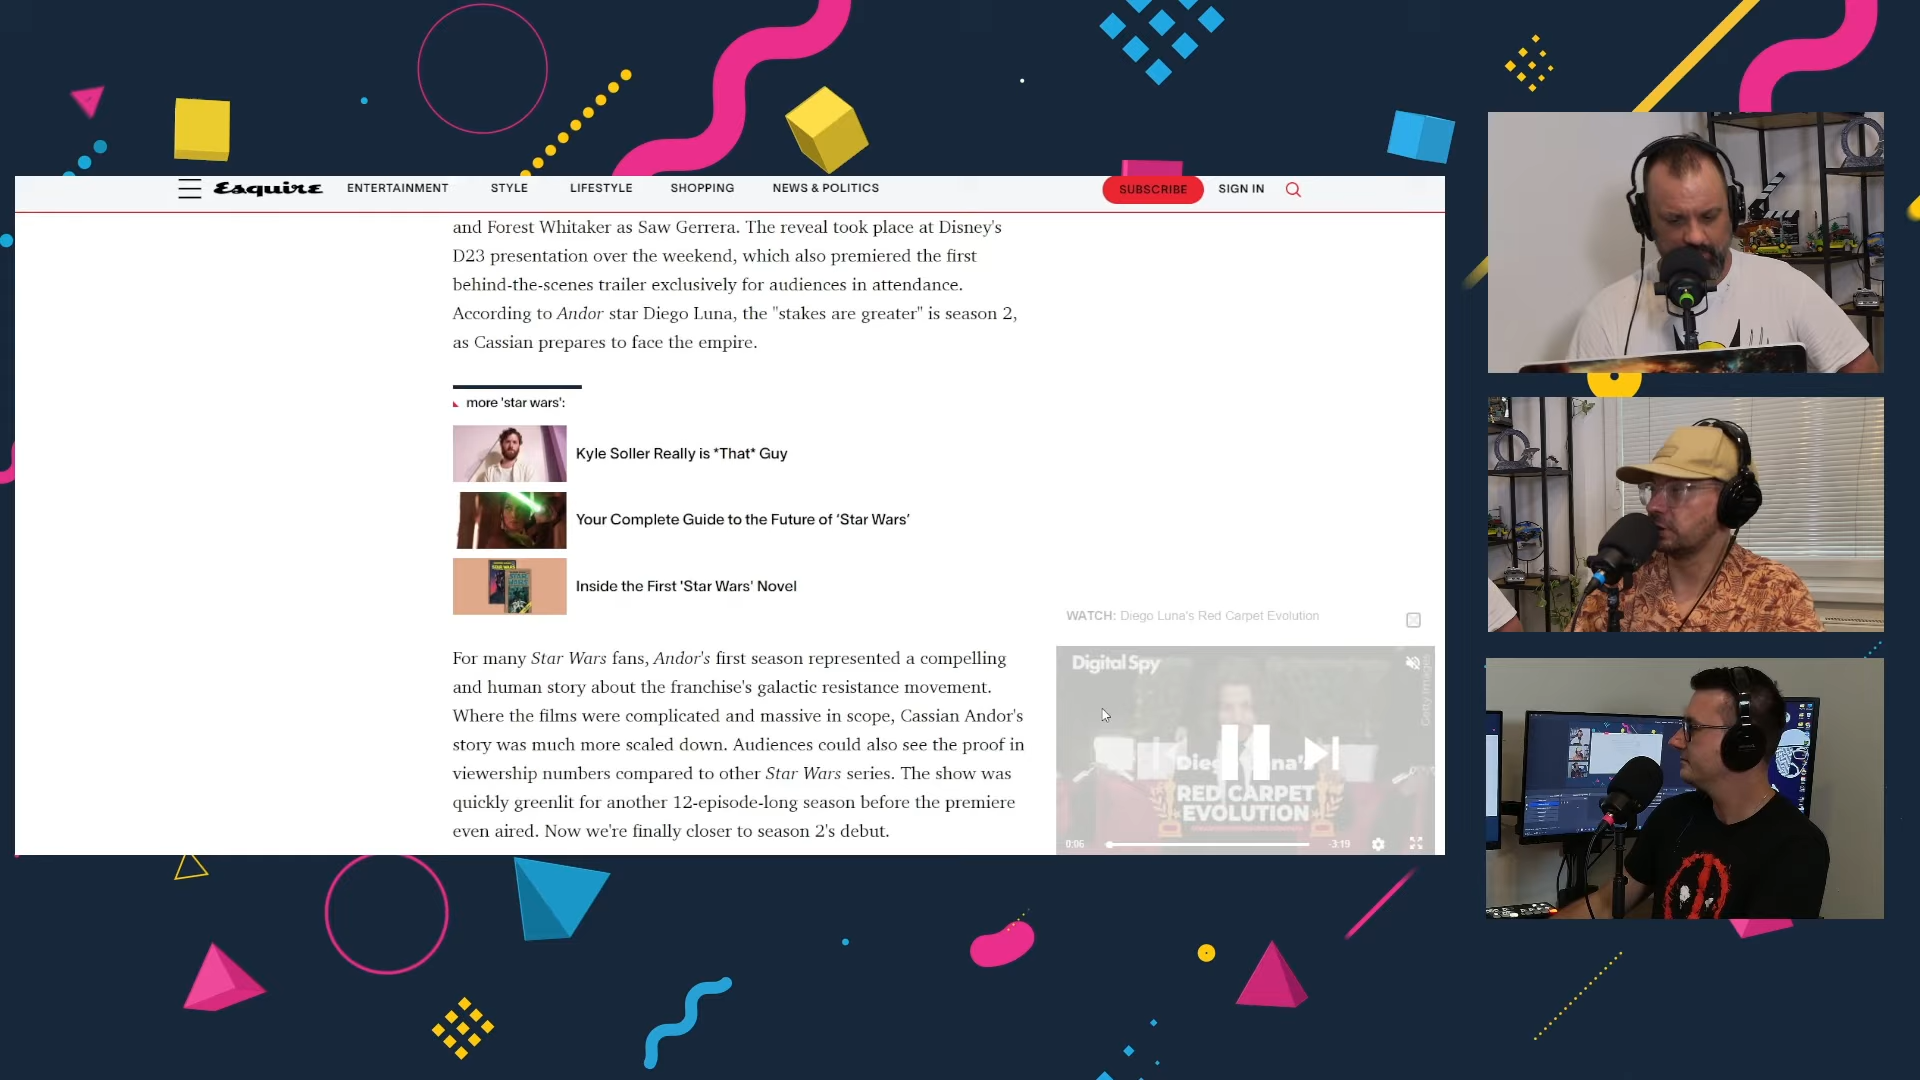 Esquire ENTERTAINMENT STYLE LIFESTYLE SHOPPING NEWS & POLITICS SUBSCRIBE SIGN IN
and Forest Whitaker as Saw Gerrera. The reveal took place at Disney's
D23 presentation over the weekend, which also premiered the first
behind-the-scenes trailer exclusively for audiences in attendance.
According to Andor star Diego Luna, the "stakes are greater" is season 2,
as Cassian prepares to face the empire.
more 'star wars':
Kyle Soller Really is *That* Guy
Your Complete Guide to the Future of ‘Star Wars’
Inside the First 'Star Wars' Novel
For many Star Wars fans, Andor's first season represented a compelling
and human story about the franchise's galactic resistance movement.
Where the films were complicated and massive in scope, Cassian Andor's
story was much more scaled down. Audiences could also see the proof in
viewership numbers compared to other Star Wars series. The show was
quickly greenlit for another 12-episode-long season before the premiere
even aired. Now we're finally closer to season 2's debut.
WATCH: Diego Luna's Red Carpet Evolution
Digital Spy
Getty Images
Diego Luna's
RED CARPET
EVOLUTION
0:06 -3:19